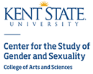 KENT STATE
UNIVERSITY
Center for the Study of
Gender and Sexuality
College of Arts and Sciences